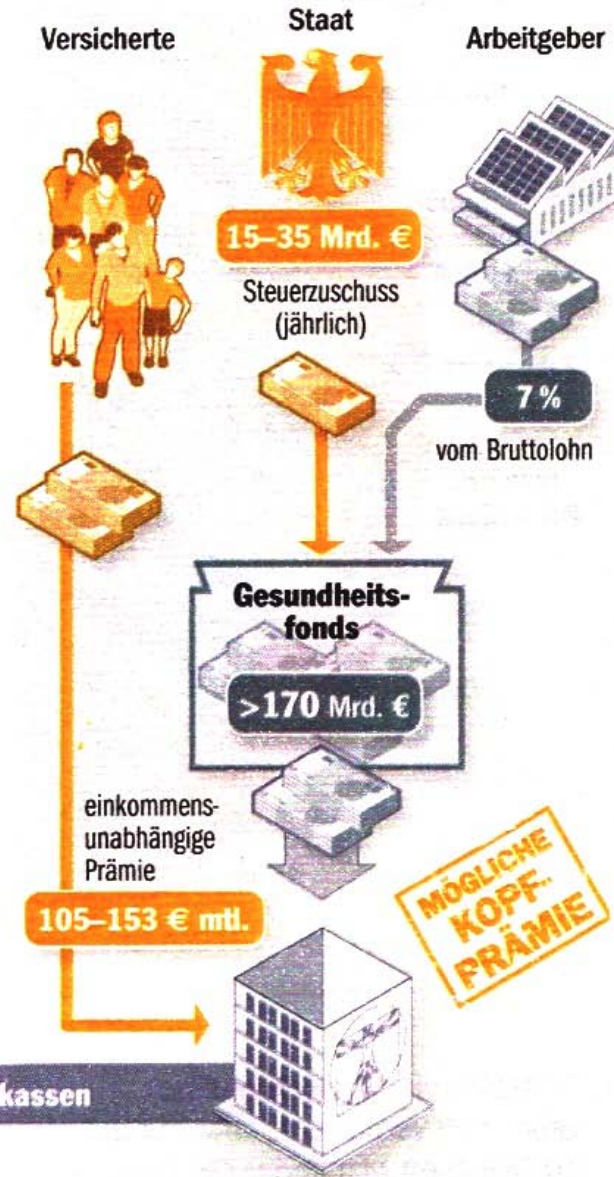 Versicherte
Staat
Arbeitgeber
15–35 Mrd. €
Steuerzuschuss
(jährlich)
7 %
vom Bruttolohn
Gesundheits-
fonds
>170 Mrd. €
einkommens-
unabhängige
Prämie
105–153 € mtl.
MÖGLICHE
KOPF-
PRÄMIE
kassen